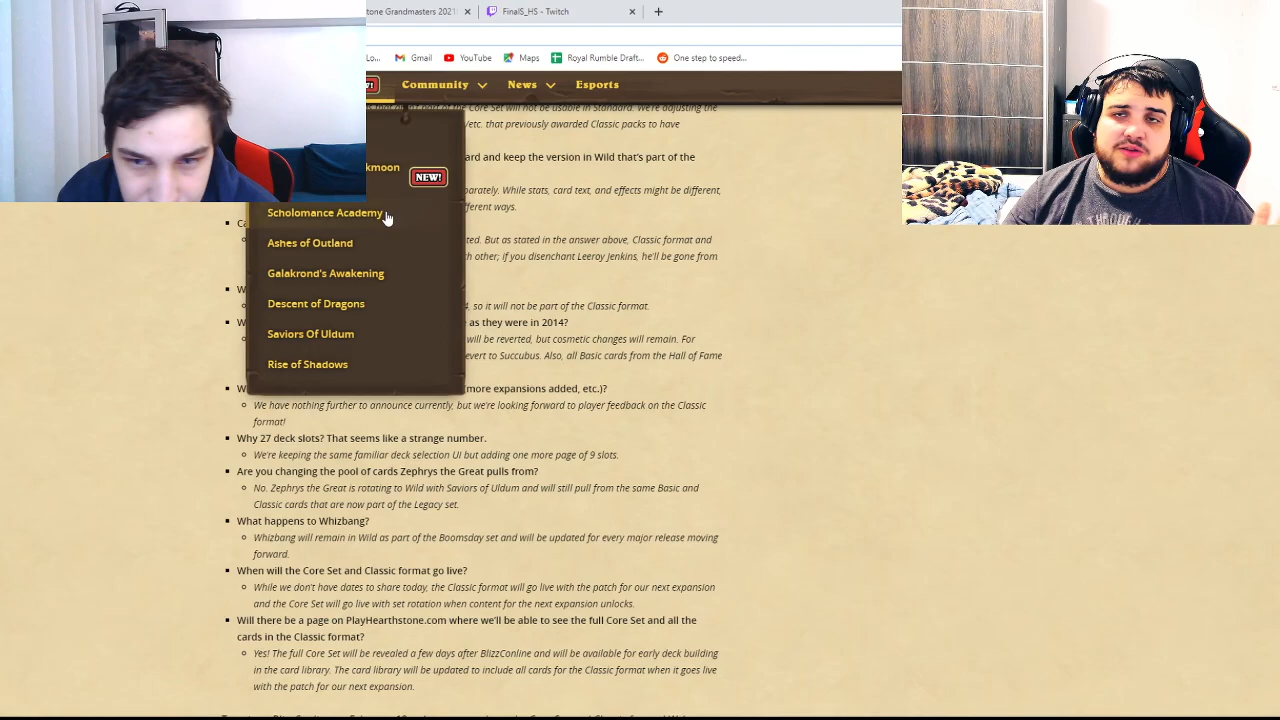 stone Grandmasters 2021
FinalS_HS - Twitch
Lo...
Gmail
YouTube
Maps
Royal Rumble Draft...
One step to speed...
Community
News
Esports
Core Set will not be usable in Standard. We're adjusting the
/etc. that previously awarded Classic packs to have
ard and keep the version in Wild that's part of the
kmoon
NEW!
parately. While stats, card text, and effects might be different,
fferent ways.
Scholomance Academy
Ashes of Outland
Galakrond's Awakening
Descent of Dragons
Saviors Of Uldum
Rise of Shadows
ted. But as stated in the answer above, Classic format and
ch other; if you disenchant Leeroy Jenkins, he'll be gone from
4, so it will not be part of the Classic format.
e as they were in 2014?
will be reverted, but cosmetic changes will remain. For
evert to Succubus. Also, all Basic cards from the Hall of Fame
(more expansions added, etc.)?
We have nothing further to announce currently, but we're looking forward to player feedback on the Classic
format!
Why 27 deck slots? That seems like a strange number.
We're keeping the same familiar deck selection UI but adding one more page of 9 slots.
Are you changing the pool of cards Zephrys the Great pulls from?
No. Zephrys the Great is rotating to Wild with Saviors of Uldum and will still pull from the same Basic and
Classic cards that are now part of the Legacy set.
What happens to Whizbang?
Whizbang will remain in Wild as part of the Boomsday set and will be updated for every major release moving
forward.
When will the Core Set and Classic format go live?
While we don't have dates to share today, the Classic format will go live with the patch for our next expansion
and the Core Set will go live with set rotation when content for the next expansion unlocks.
Will there be a page on PlayHearthstone.com where we'll be able to see the full Core Set and all the
cards in the Classic format?
Yes! The full Core Set will be revealed a few days after BlizzConline and will be available for early deck building
in the card library. The card library will be updated to include all cards for the Classic format when it goes live
with the patch for our next expansion.